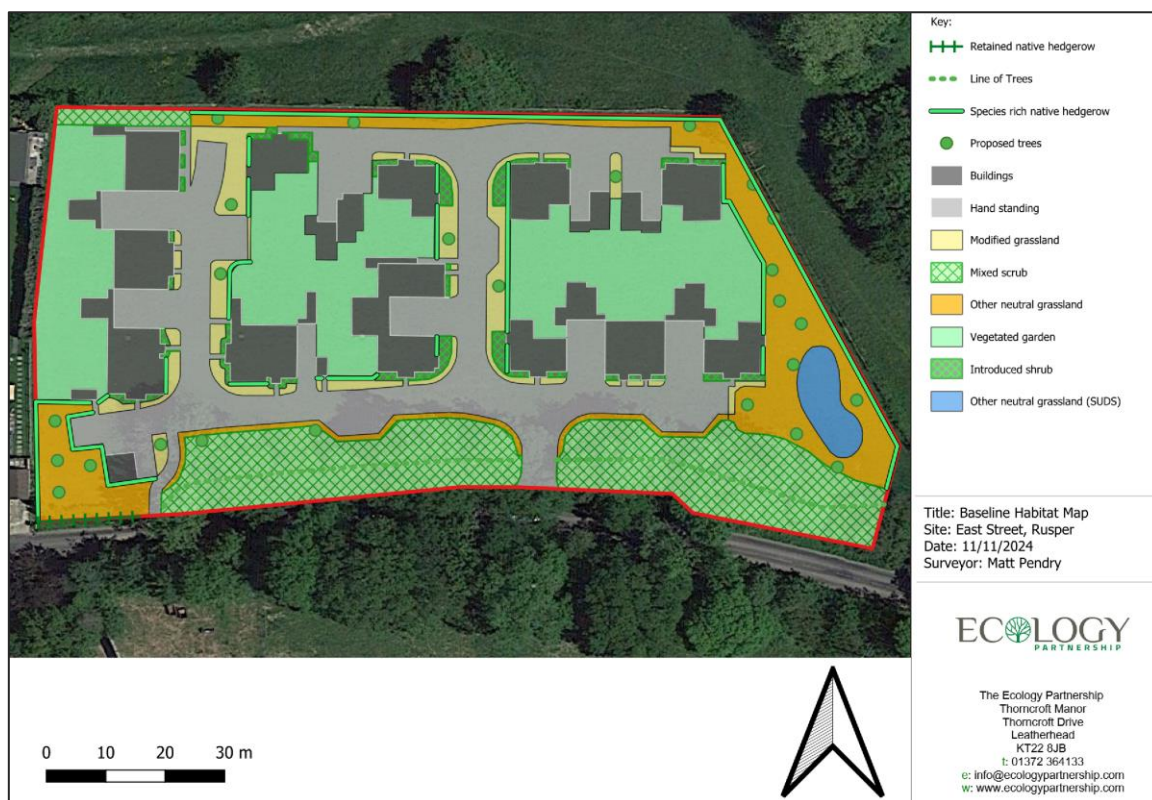 Key:
Retained native hedgerow
Line of Trees
Species rich native hedgerow
Proposed trees
Buildings
Hand standing
Modified grassland
Mixed scrub
Other neutral grassland
Vegetated garden
Introduced shrub
Other neutral grassland (SUDS)
Title: Baseline Habitat Map
Site: East Street, Rusper
Date: 11/11/2024
Surveyor: Matt Pendry
ECOLOGY
PARTNERSHIP
The Ecology Partnership
Thorncroft Manor
Thorncroft Drive
Leatherhead
KT22 8JB
t: 01372 364133
e: info@ecologypartnership.com
w: www.ecologypartnership.com
0 10 20 30 m